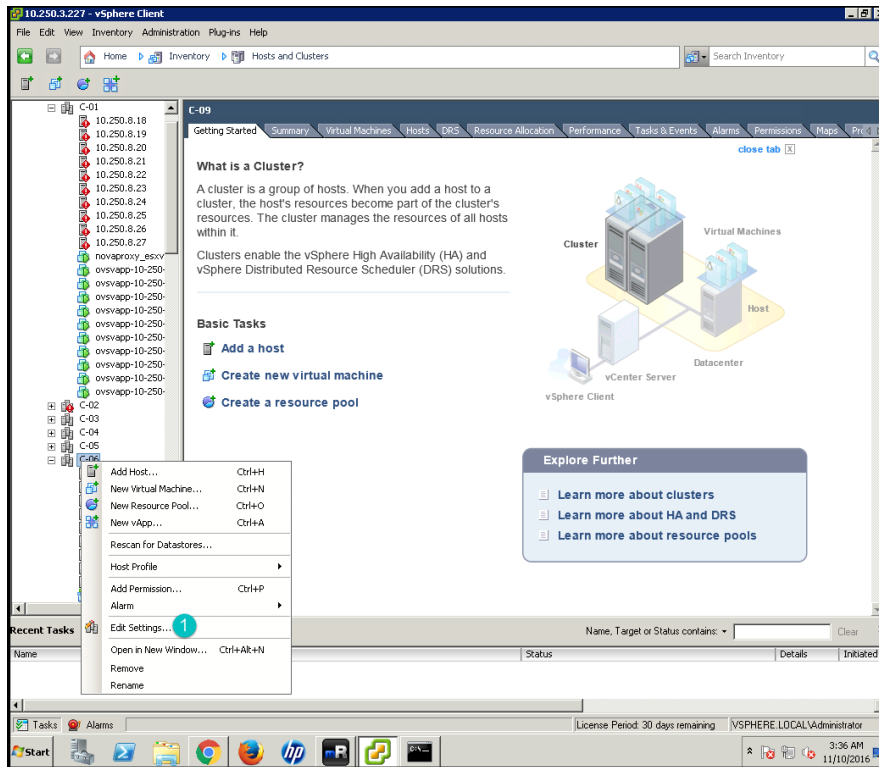 10.250.3.227 - vSphere Client
File Edit View Inventory Administration Plug-ins Help
Home Inventory Hosts and Clusters
Search Inventory
C-01
10.250.8.18
10.250.8.19
10.250.8.20
10.250.8.21
10.250.8.22
10.250.8.23
10.250.8.24
10.250.8.25
10.250.8.26
10.250.8.27
novaproxy_esxv
ovsvapp-10-250-
ovsvapp-10-250-
ovsvapp-10-250-
ovsvapp-10-250-
ovsvapp-10-250-
ovsvapp-10-250-
ovsvapp-10-250-
ovsvapp-10-250-
ovsvapp-10-250-
ovsvapp-10-250-
C-02
C-03
C-04
C-05
C-06
C-09
Getting Started Summary Virtual Machines Hosts DRS Resource Allocation Performance Tasks & Events Alarms Permissions Maps
close tab X
What is a Cluster?
A cluster is a group of hosts. When you add a host to a
cluster, the host's resources become part of the cluster's
resources. The cluster manages the resources of all hosts
within it.
Clusters enable the vSphere High Availability (HA) and
vSphere Distributed Resource Scheduler (DRS) solutions.
Basic Tasks
Add a host
Create new virtual machine
Create a resource pool
Cluster
Virtual Machines
Host
Datacenter
vCenter Server
vSphere Client
Explore Further
Learn more about clusters
Learn more about HA and DRS
Learn more about resource pools
Add Host... Ctrl+H
New Virtual Machine... Ctrl+N
New Resource Pool... Ctrl+O
New vApp... Ctrl+A
Rescan for Datastores...
Host Profile
Add Permission... Ctrl+P
Alarm
Edit Settings... 1
Open in New Window... Ctrl+Alt+N
Remove
Rename
Recent Tasks
Name, Target or Status contains: Clear
Name Status Details Initiated
Tasks Alarms License Period: 30 days remaining VSPHERE.LOCAL\Administrator
Start
hp
mR
C:\.
3:36 AM
11/10/2016